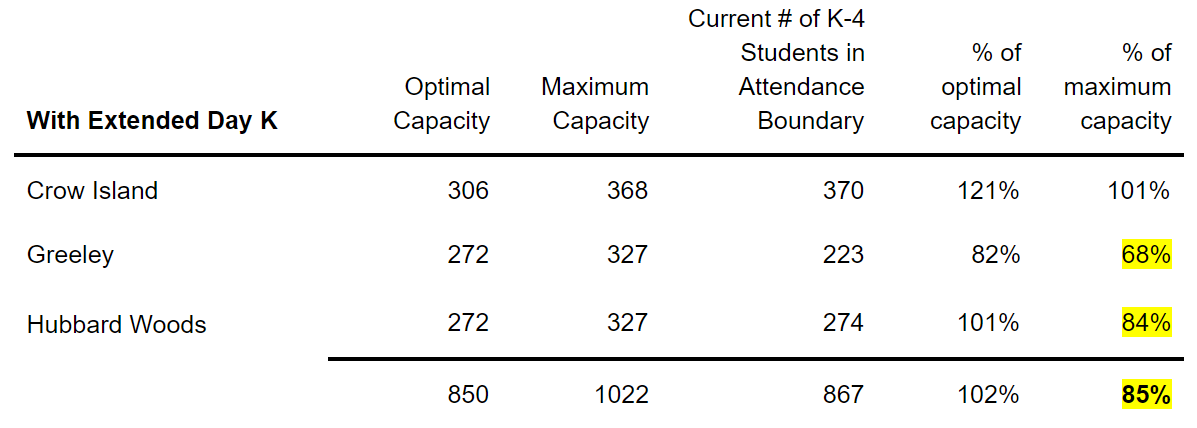 Current # of K-4
Students in % of % of
Optimal Maximum Attendance optimal maximum
With Extended Day K Capacity Capacity Boundary capacity capacity
Crow Island 306 368 370 121% 101%
Greeley 272 327 223 82% 68%
Hubbard Woods 272 327 274 101% 84%
850 1022 867 102% 85%